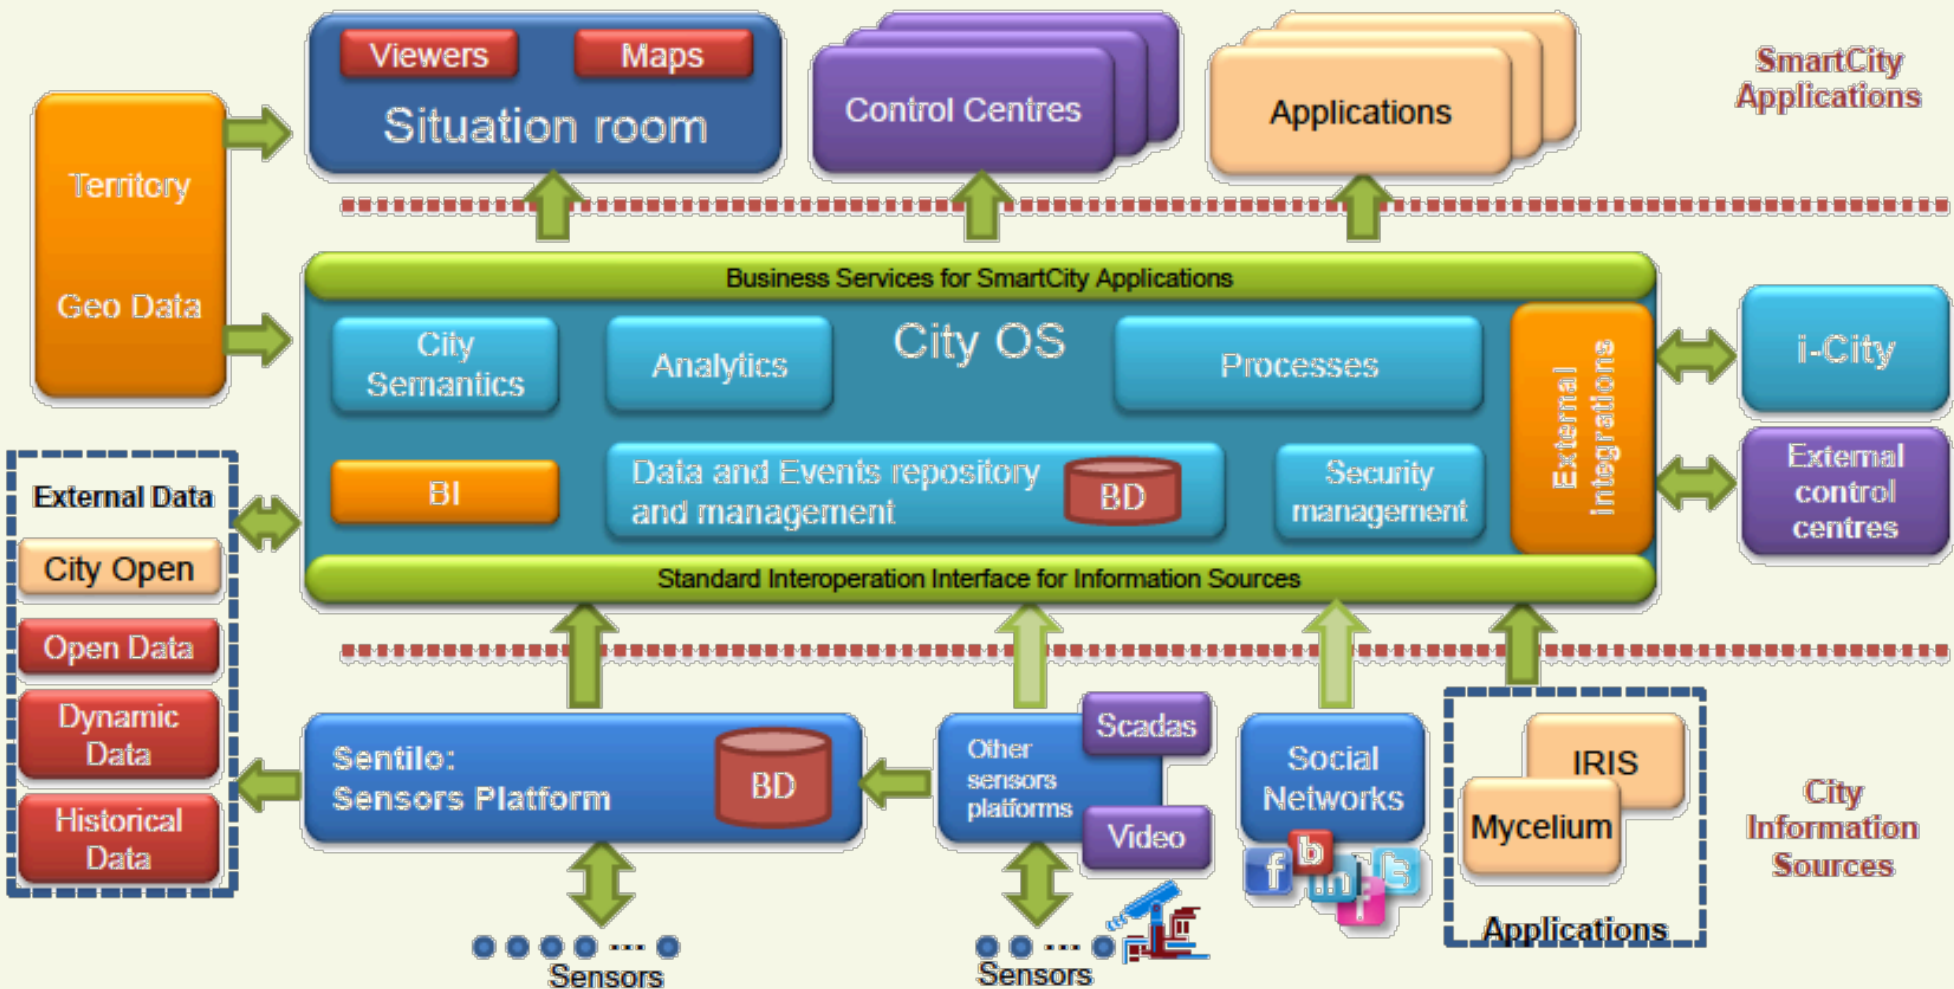 Viewers
Maps
Situation room
Control Centres
Applications
SmartCity
Applications
Territory
Geo Data
Business Services for SmartCity Applications
City OS
City
Semantics
Analytics
Processes
External
integrations
i-City
BI
Data and Events repository
and management
BD
Security
management
External
control
centres
Standard Interoperation Interface for Information Sources
External Data
City Open
Open Data
Dynamic
Data
Historical
Data
Sentilo:
Sensors Platform
BD
Other
sensors
platforms
Scadas
Video
Social
Networks
f
b
in
f
t
IRIS
Mycelium
Applications
City
Information
Sources
...
Sensors
...
Sensors